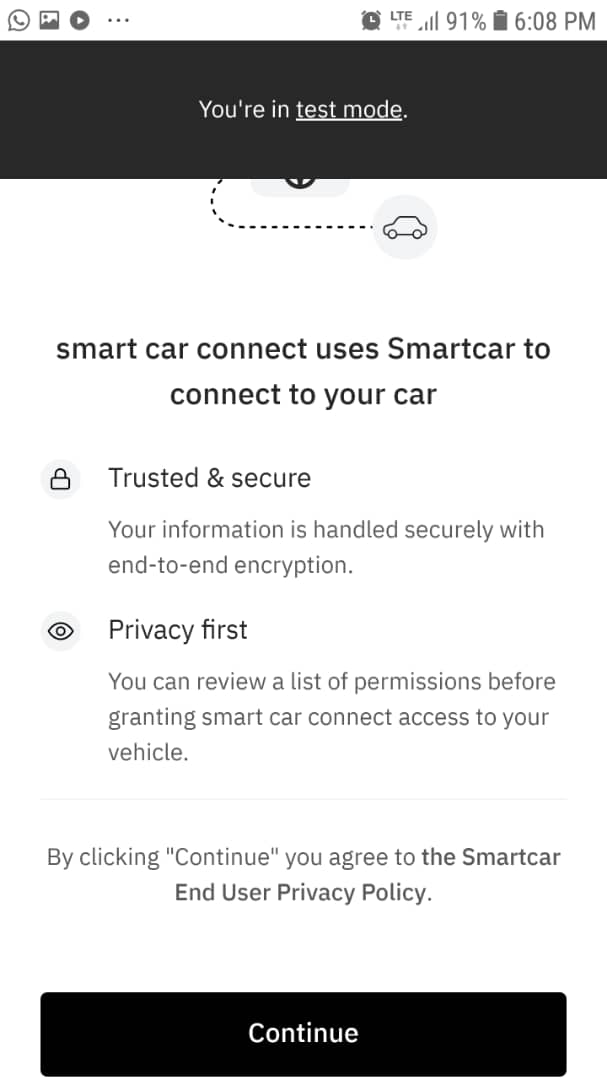 LTE 91% 6:08 PM
You're in test mode.
smart car connect uses Smartcar to
connect to your car
Trusted & secure
Your information is handled securely with
end-to-end encryption.
Privacy first
You can review a list of permissions before
granting smart car connect access to your
vehicle.
By clicking "Continue" you agree to the Smartcar
End User Privacy Policy.
Continue